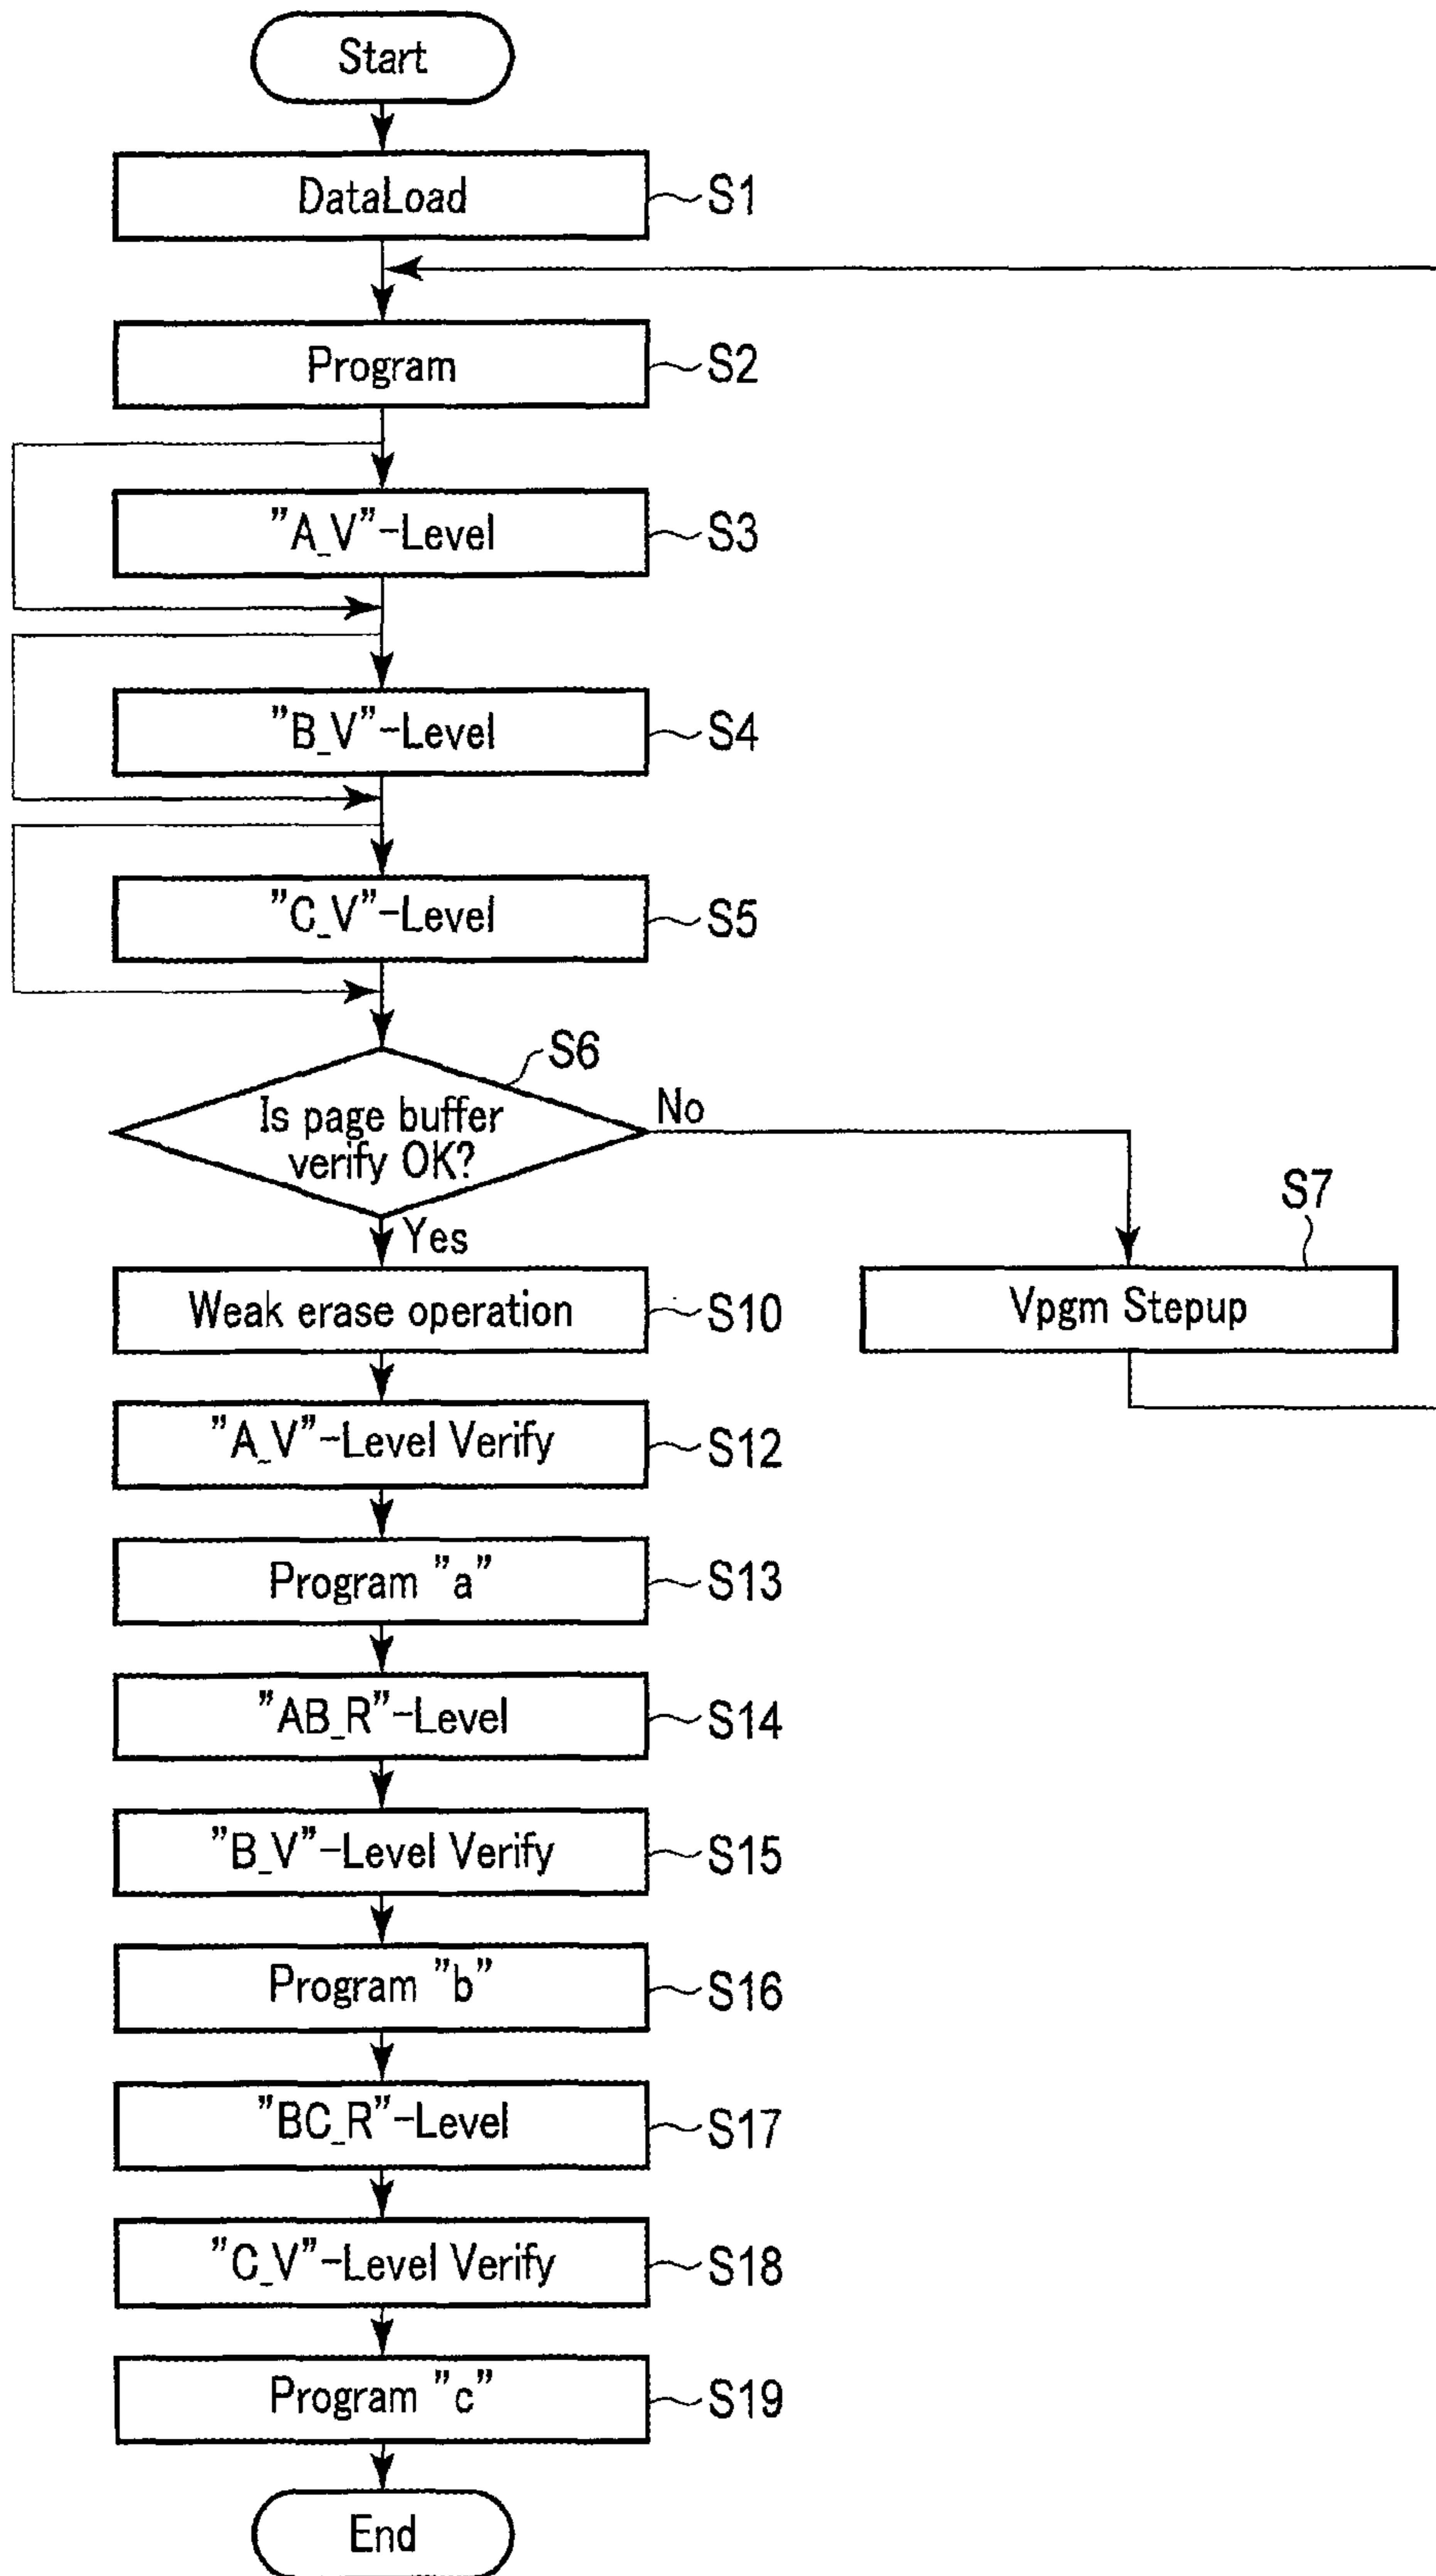 Start
DataLoad
S1
Program
S2
"A_V"-Level
S3
"B_V"-Level
S4
"C_V"-Level
S5
S6
Is page buffer
verify OK?
No
Yes
S7
Weak erase operation
S10
Vpgm Stepup
"A_V"-Level Verify
S12
Program "a"
S13
"AB_R"-Level
S14
"B_V"-Level Verify
S15
Program "b"
S16
"BC_R"-Level
S17
"C_V"-Level Verify
S18
Program "c"
S19
End